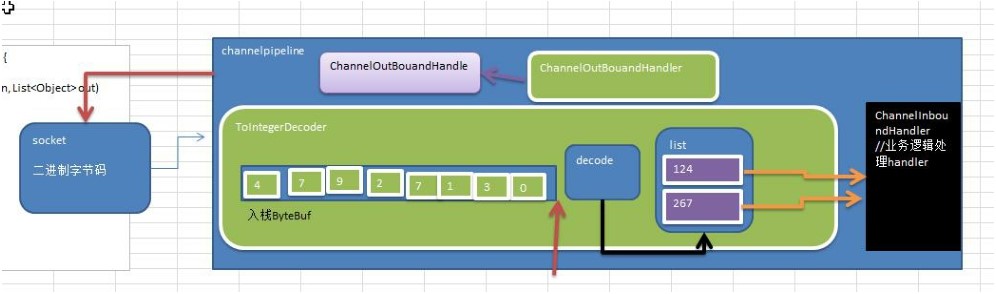 {
n,List<Object>out)
socket
二进制字节码
channelpipeline
ChannelOutBouandHandle
ChannelOutBouandHandler
ToIntegerDecoder
4 7 9 2 7 1 3 0
入栈ByteBuf
decode
list
124
267
ChannelInbou
ndHandler
//业务逻辑处
理handler